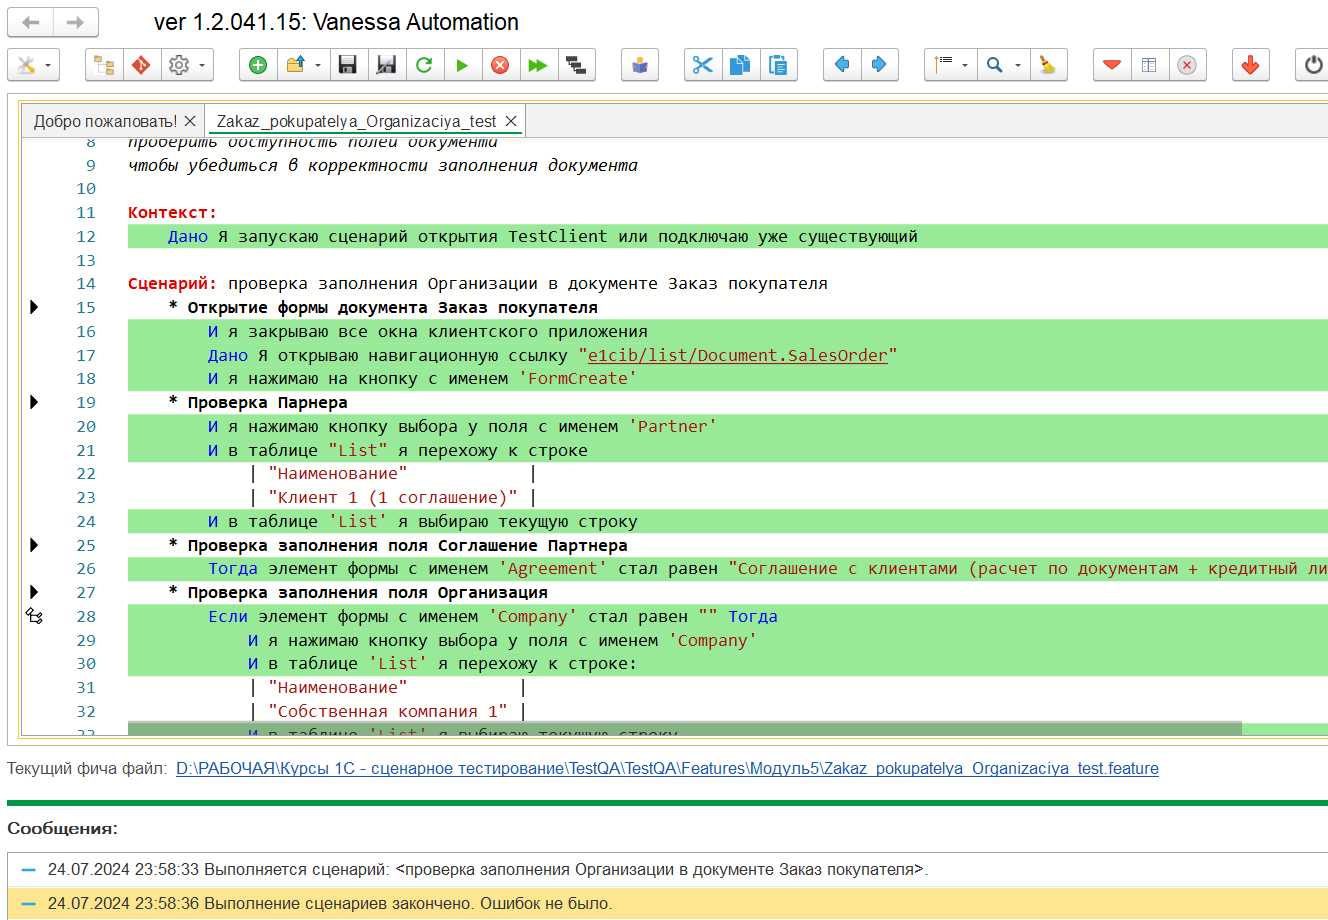 ver 1.2.041.15: Vanessa Automation
Добро пожаловать! Zakaz_pokupatelya_Organizaciya_test
8 проверить доступность полей документа
9 чтобы убедиться в корректности заполнения документа
10
11 Контекст:
12 Дано Я запускаю сценарий открытия TestClient или подключаю уже существующий
13
14 Сценарий: проверка заполнения Организации в документе Заказ покупателя
15 * Открытие формы документа Заказ покупателя
16 И я закрываю все окна клиентского приложения
17 Дано Я открываю навигационную ссылку "e1cib/list/Document.SalesOrder"
18 И я нажимаю на кнопку с именем 'FormCreate'
19 * Проверка Парнера
20 И я нажимаю кнопку выбора у поля с именем 'Partner'
21 И в таблице "List" я перехожу к строке
22 | "Наименование" |
23 | "Клиент 1 (1 соглашение)" |
24 И в таблице 'List' я выбираю текущую строку
25 * Проверка заполнения поля Соглашение Партнера
26 Тогда элемент формы с именем 'Agreement' стал равен "Соглашение с клиентами (расчет по документам + кредитный ли
27 * Проверка заполнения поля Организация
28 Если элемент формы с именем 'Company' стал равен "" Тогда
29 И я нажимаю кнопку выбора у поля с именем 'Company'
30 И в таблице 'List' я перехожу к строке:
31 | "Наименование" |
32 | "Собственная компания 1" |
33 И в таблице 'List' я выбираю текущую строку
Текущий фича файл: D:\РАБОЧАЯ\Курсы 1С - сценарное тестирование\TestQA\TestQA\Features\Модуль5\Zakaz_pokupatelya_Organizaciya_test.feature
Сообщения:
24.07.2024 23:58:33 Выполняется сценарий: <проверка заполнения Организации в документе Заказ покупателя>.
24.07.2024 23:58:36 Выполнение сценариев закончено. Ошибок не было.